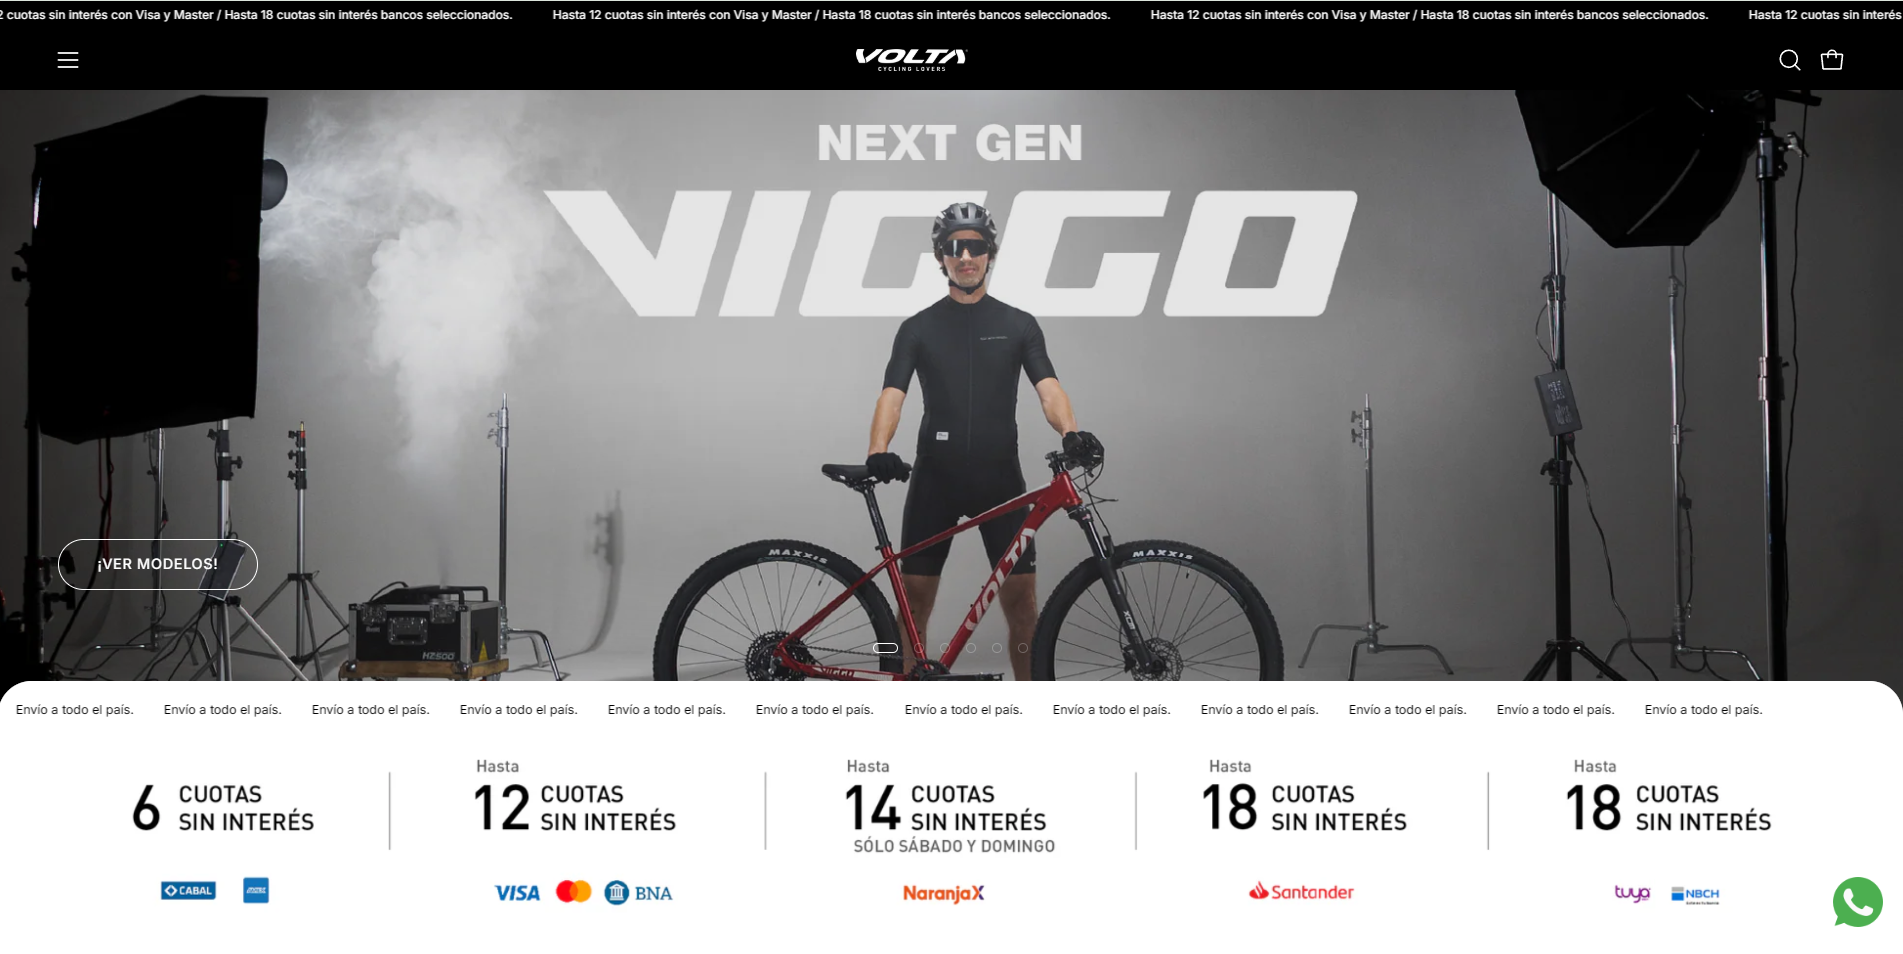 cuotas sin interés con Visa y Master / Hasta 18 cuotas sin interés bancos seleccionados. Hasta 12 cuotas sin interés con Visa y Master / Hasta 18 cuotas sin interés bancos seleccionados. Hasta 12 cuotas sin interés con Visa y Master / Hasta 18 cuotas sin interés bancos seleccionados. Hasta 12 cuotas sin interés
VOLTA
CYCLING LOVERS
NEXT GEN
VIGGO
¡VER MODELOS!
MAXXIS
MAXXIS
VOLTA
XCR
VIGGO
HZ500
Envío a todo el país. Envío a todo el país. Envío a todo el país. Envío a todo el país. Envío a todo el país. Envío a todo el país. Envío a todo el país. Envío a todo el país. Envío a todo el país. Envío a todo el país. Envío a todo el país. Envío a todo el país.
6 CUOTAS
SIN INTERÉS
CABAL
Hasta
12 CUOTAS
SIN INTERÉS
VISA BNA
Hasta
14 CUOTAS
SIN INTERÉS
SÓLO SÁBADO Y DOMINGO
NaranjaX
Hasta
18 CUOTAS
SIN INTERÉS
Santander
Hasta
18 CUOTAS
SIN INTERÉS
tuya NBCH